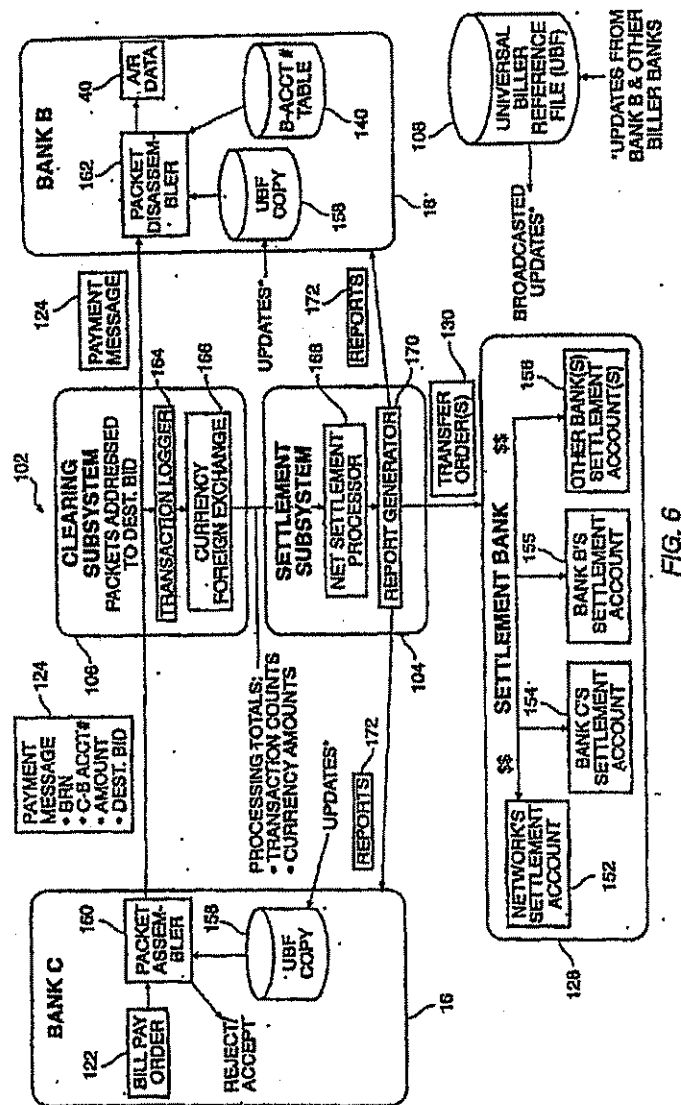 BANK C
122
BILL PAY
ORDER
160
PACKET
ASSEM-
BLER
REJECT/
ACCEPT
158
UBF
COPY
16
UPDATES*
124
PAYMENT
MESSAGE
• BRN
• C-B ACCT#
• AMOUNT
• DEST. BID
106
102
CLEARING
SUBSYSTEM
PACKETS ADDRESSED
TO DEST. BID
164
TRANSACTION LOGGER
166
CURRENCY
FOREIGN EXCHANGE
PROCESSING TOTALS:
• TRANSACTION COUNTS
• CURRENCY AMOUNTS
SETTLEMENT
SUBSYSTEM
168
NET SETTLEMENT
PROCESSOR
170
REPORT GENERATOR
104
172
REPORTS
172
REPORTS
124
PAYMENT
MESSAGE
BANK B
162
PACKET
DISASSEM-
BLER
40
A/R
DATA
UBF
COPY
158
B-ACCT #
TABLE
140
16
UPDATES*
130
TRANSFER
ORDER(S)
SETTLEMENT BANK
$$
$$
NETWORK'S
SETTLEMENT
ACCOUNT
152
154
BANK C'S
SETTLEMENT
ACCOUNT
155
BANK B'S
SETTLEMENT
ACCOUNT
156
OTHER BANK(S)
SETTLEMENT
ACCOUNT(S)
128
108
UNIVERSAL
BILLER
REFERENCE
FILE (UBF)
BROADCASTED
UPDATES*
*UPDATES FROM
BANK B & OTHER
BILLER BANKS
FIG. 6